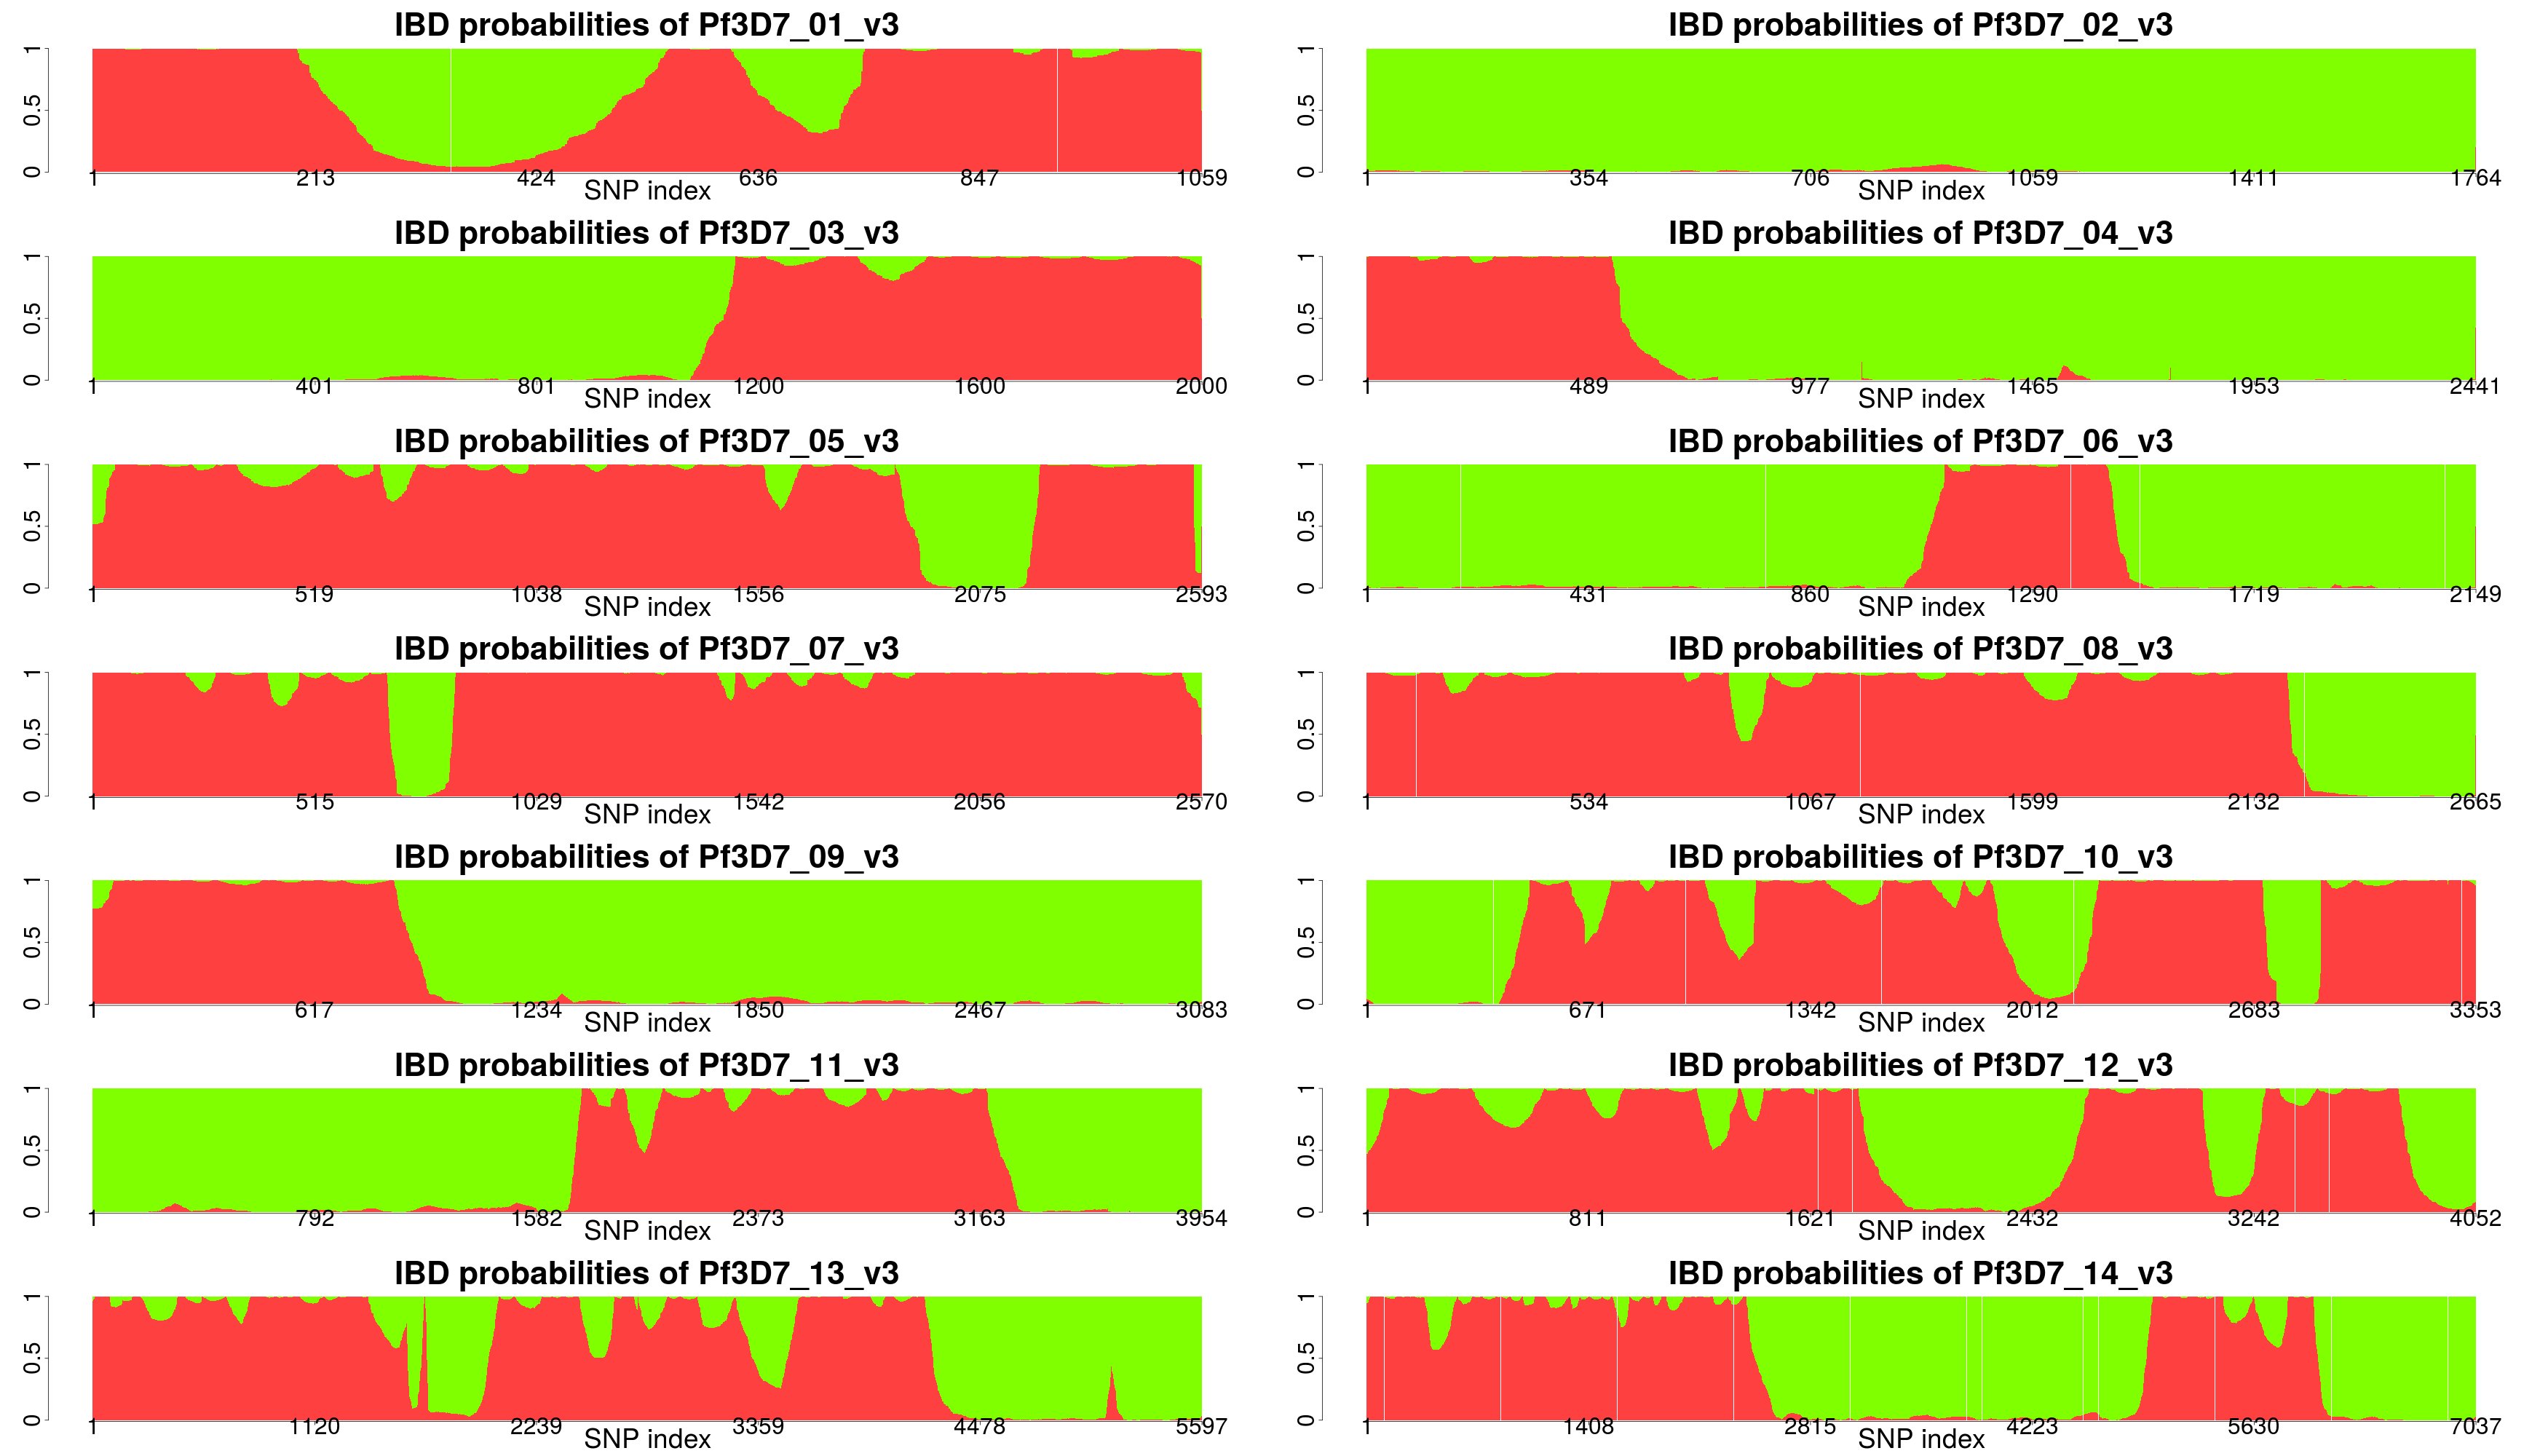 IBD probabilities of Pf3D7_01_v3
1
0.5
0
1 213 424 636 847 1059
SNP index
IBD probabilities of Pf3D7_02_v3
1
0.5
0
1 354 706 1059 1411 1764
SNP index
IBD probabilities of Pf3D7_03_v3
1
0.5
0
1 401 801 1200 1600 2000
SNP index
IBD probabilities of Pf3D7_04_v3
1
0.5
0
1 489 977 1465 1953 2441
SNP index
IBD probabilities of Pf3D7_05_v3
1
0.5
0
1 519 1038 1556 2075 2593
SNP index
IBD probabilities of Pf3D7_06_v3
1
0.5
0
1 431 860 1290 1719 2149
SNP index
IBD probabilities of Pf3D7_07_v3
1
0.5
0
1 515 1029 1542 2056 2570
SNP index
IBD probabilities of Pf3D7_08_v3
1
0.5
0
1 534 1067 1599 2132 2665
SNP index
IBD probabilities of Pf3D7_09_v3
1
0.5
0
1 617 1234 1850 2467 3083
SNP index
IBD probabilities of Pf3D7_10_v3
1
0.5
0
1 671 1342 2012 2683 3353
SNP index
IBD probabilities of Pf3D7_11_v3
1
0.5
0
1 792 1582 2373 3163 3954
SNP index
IBD probabilities of Pf3D7_12_v3
1
0.5
0
1 811 1621 2432 3242 4052
SNP index
IBD probabilities of Pf3D7_13_v3
1
0.5
0
1 1120 2239 3359 4478 5597
SNP index
IBD probabilities of Pf3D7_14_v3
1
0.5
0
1 1408 2815 4223 5630 7037
SNP index